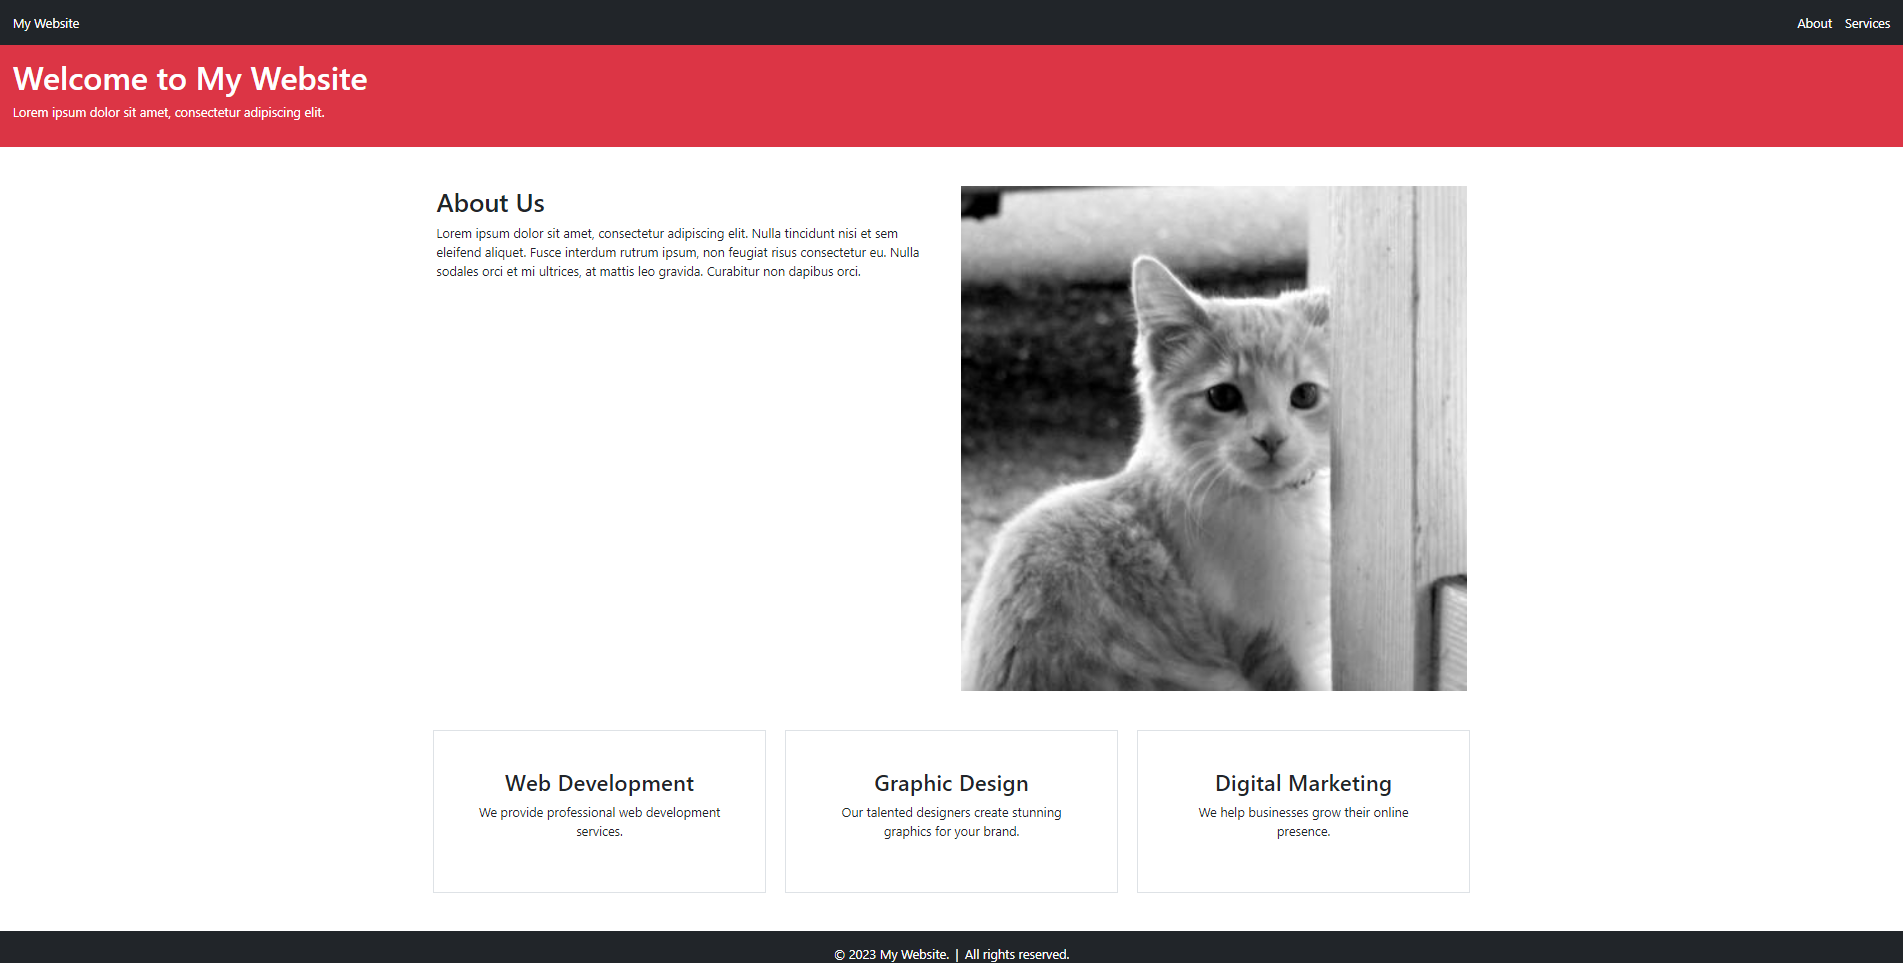 My Website
About Services
Welcome to My Website
Lorem ipsum dolor sit amet, consectetur adipiscing elit.
About Us
Lorem ipsum dolor sit amet, consectetur adipiscing elit. Nulla tincidunt nisi et sem
eleifend aliquet. Fusce interdum rutrum ipsum, non feugiat risus consectetur eu. Nulla
sodales orci et mi ultrices, at mattis leo gravida. Curabitur non dapibus orci.
Web Development
We provide professional web development
services.
Graphic Design
Our talented designers create stunning
graphics for your brand.
Digital Marketing
We help businesses grow their online
presence.
© 2023 My Website. | All rights reserved.